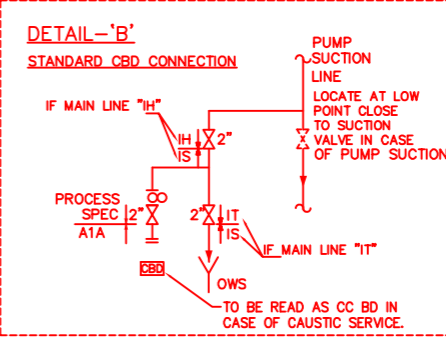 DETAIL-'B'
STANDARD CBD CONNECTION
PUMP
SUCTION
LINE
IF MAIN LINE "IH"
LOCATE AT LOW
POINT CLOSE
TO SUCTION
VALVE IN CASE
OF PUMP SUCTION
IH 2"
IS
PROCESS
SPEC 2"
A1A
2" IT
IS
IF MAIN LINE "IT"
CBD
OWS
TO BE READ AS CC BD IN
CASE OF CAUSTIC SERVICE.